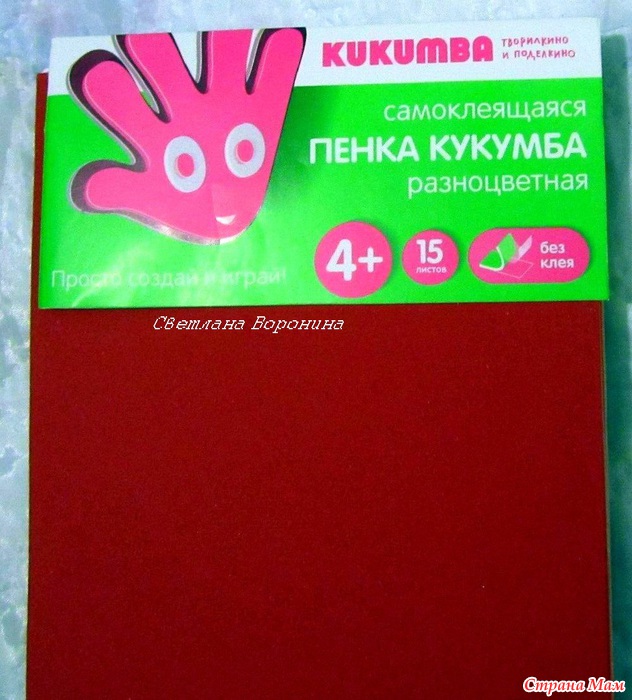 KUKUMBA
ТВОРИЛКИНО
И ПОДЕЛКИНО
самоклеящаяся
ПЕНКА КУКУМБА
разноцветная
4+
15
листов
без
клея
Просто создай и играй!
Светлана Воронина
Страна Мам